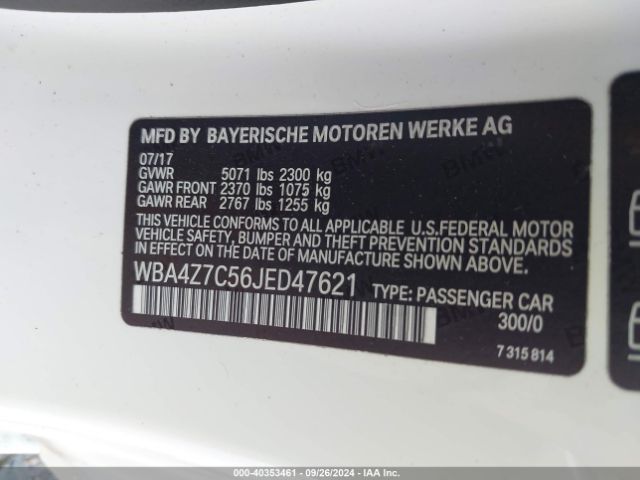 MFD BY BAYERISCHE MOTOREN WERKE AG
07/17
GVWR 5071 lbs 2300 kg
GAWR FRONT 2370 lbs 1075 kg
GAWR REAR 2767 lbs 1255 kg
THIS VEHICLE CONFORMS TO ALL APPLICABLE U.S.FEDERAL MOTOR
VEHICLE SAFETY, BUMPER AND THEFT PREVENTION STANDARDS
IN EFFECT ON THE DATE OF MANUFACTURE SHOWN ABOVE.
WBA4Z7C56JED47621 TYPE: PASSENGER CAR
300/0
7 315 814
000-40353461 - 09/26/2024 - IAAI.COM